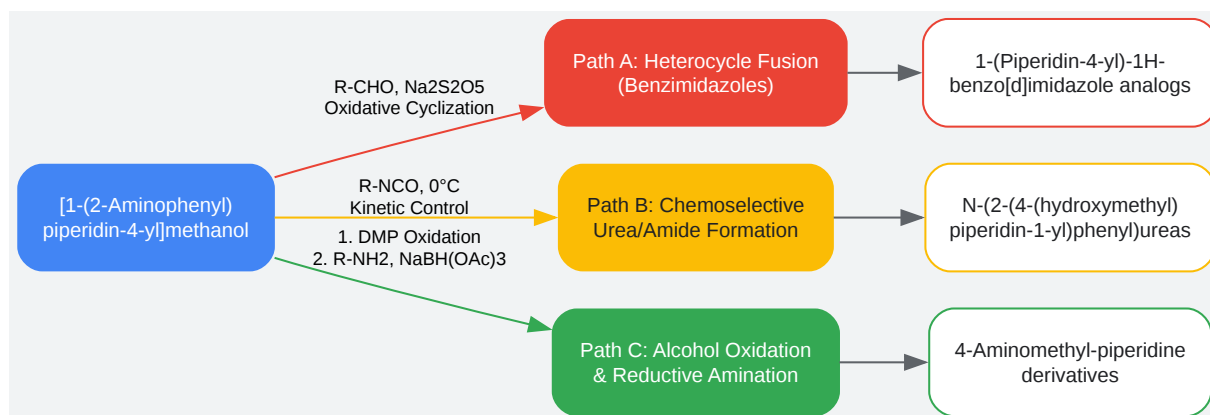 [1-(2-Aminophenyl)
piperidin-4-yl]methanol
R-CHO, Na2S2O5
Oxidative Cyclization
R-NCO, 0°C
Kinetic Control
1. DMP Oxidation
2. R-NH2, NaBH(OAc)3
Path A: Heterocycle Fusion
(Benzimidazoles)
Path B: Chemoselective
Urea/Amide Formation
Path C: Alcohol Oxidation
& Reductive Amination
1-(Piperidin-4-yl)-1H-
benzo[d]imidazole analogs
N-(2-(4-(hydroxymethyl)
piperidin-1-yl)phenyl)ureas
4-Aminomethyl-piperidine
derivatives